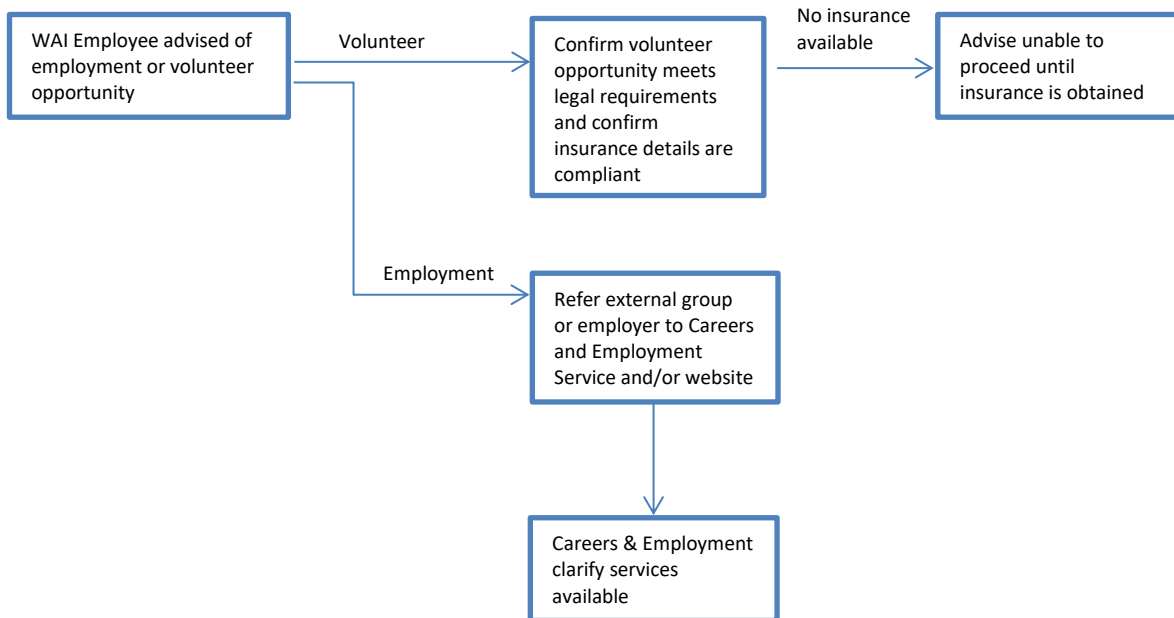 WAI Employee advised of
employment or volunteer
opportunity
Volunteer
Confirm volunteer
opportunity meets
legal requirements
and confirm
insurance details are
compliant
No insurance
available
Advise unable to
proceed until
insurance is obtained
Employment
Refer external group
or employer to Careers
and Employment
Service and/or website
Careers & Employment
clarify services
available